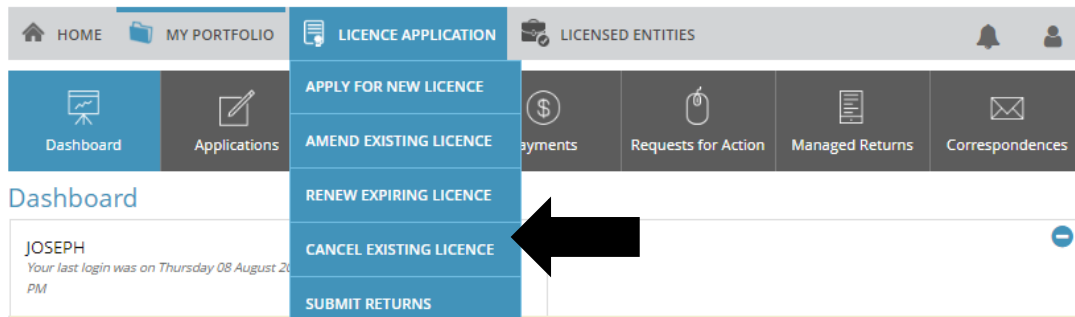 HOME MY PORTFOLIO LICENCE APPLICATION LICENSED ENTITIES
APPLY FOR NEW LICENCE
AMEND EXISTING LICENCE
RENEW EXPIRING LICENCE
CANCEL EXISTING LICENCE
SUBMIT RETURNS
Dashboard Applications ayments Requests for Action Managed Returns Correspondences
Dashboard
JOSEPH
Your last login was on Thursday 08 August 20
PM